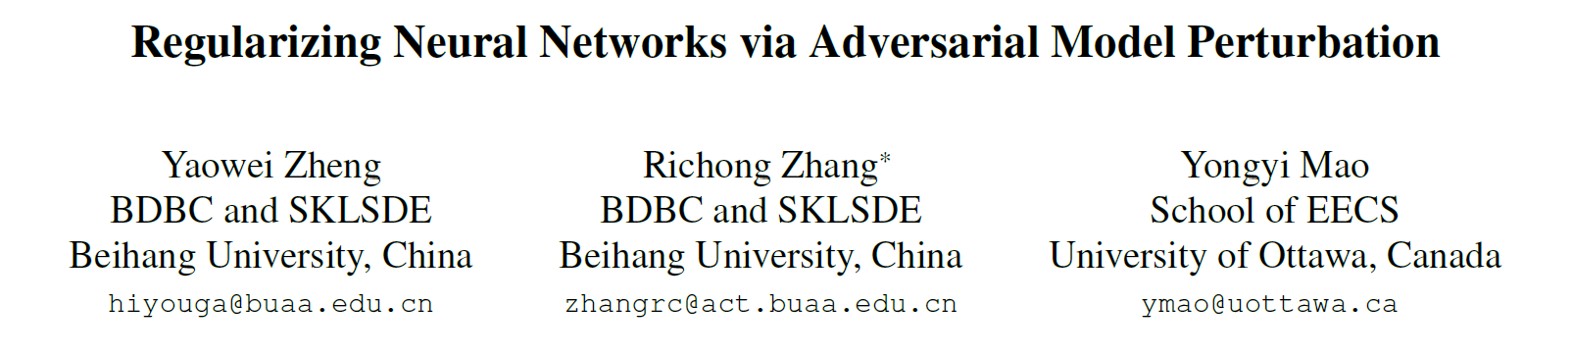 Regularizing Neural Networks via Adversarial Model Perturbation
Yaowei Zheng
BDBC and SKLSDE
Beihang University, China
hiyouga@buaa.edu.cn
Richong Zhang*
BDBC and SKLSDE
Beihang University, China
zhangrc@act.buaa.edu.cn
Yongyi Mao
School of EECS
University of Ottawa, Canada
ymao@uottawa.ca